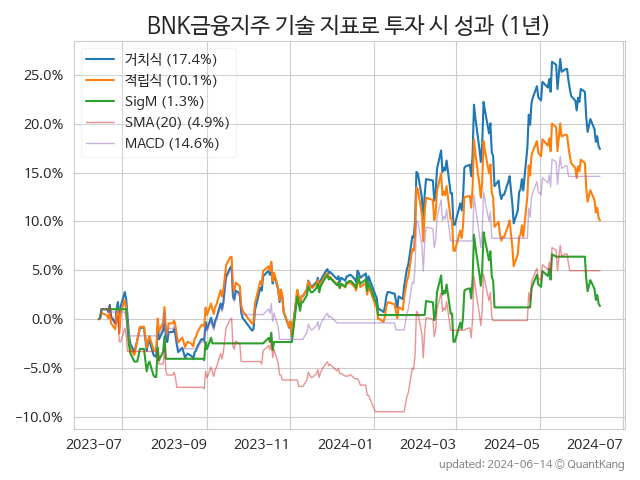 BNK금융지주 기술 지표로 투자 시 성과 (1년)
거치식 (17.4%)
적립식 (10.1%)
SigM (1.3%)
SMA(20) (4.9%)
MACD (14.6%)
25.0%
20.0%
15.0%
10.0%
5.0%
0.0%
−5.0%
−10.0%
2023-07 2023-09 2023-11 2024-01 2024-03 2024-05 2024-07
updated: 2024-06-14 © QuantKang